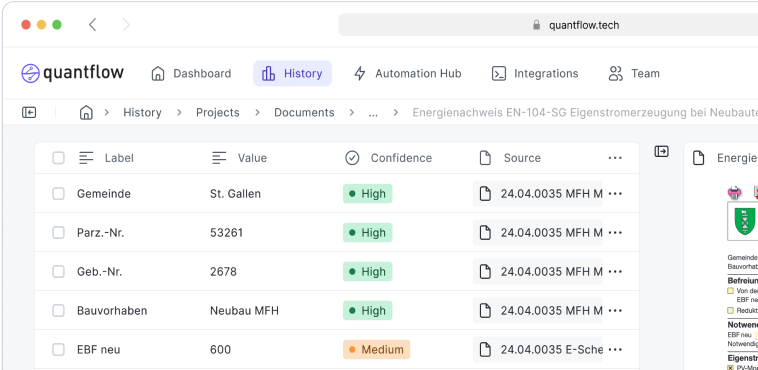 quantflow.tech
quantflow Dashboard History Automation Hub Integrations Team
History > Projects > Documents > ... > Energienachweis EN-104-SG Eigenstromerzeugung bei Neubaute
Label Value Confidence Source ... Energie
Gemeinde St. Gallen High 24.04.0035 MFH M ...
Parz.-Nr. 53261 High 24.04.0035 MFH M ...
Geb.-Nr. 2678 High 24.04.0035 MFH M ...
Bauvorhaben Neubau MFH High 24.04.0035 MFH M ...
EBF neu 600 Medium 24.04.0035 E-Sche ...
Gemeinde
Bauvorhab
Befreiun
Von de
EBF ne
Redukt
Notwend
EBF neu
Notwendig
Eigenstr
PV-Mod